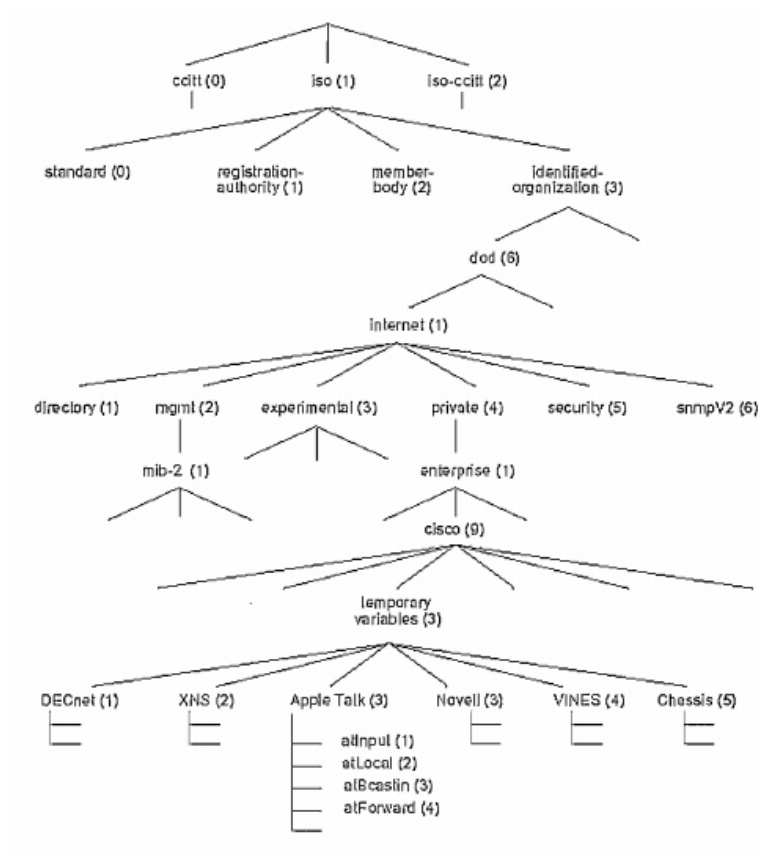 ccitt (0) iso (1) iso-ccitt (2)
standard (0) registration- member- identified-
authority (1) body (2) organization (3)
dod (6)
internet (1)
directory (1) mgmt (2) experimental (3) private (4) security (5) snmpV2 (6)
mib-2 (1) enterprise (1)
cisco (9)
temporary
variables (3)
DECnet (1) XNS (2) Apple Talk (3) Novell (3) VINES (4) Chassis (5)
atInput (1)
atLocal (2)
atBcastin (3)
atForward (4)